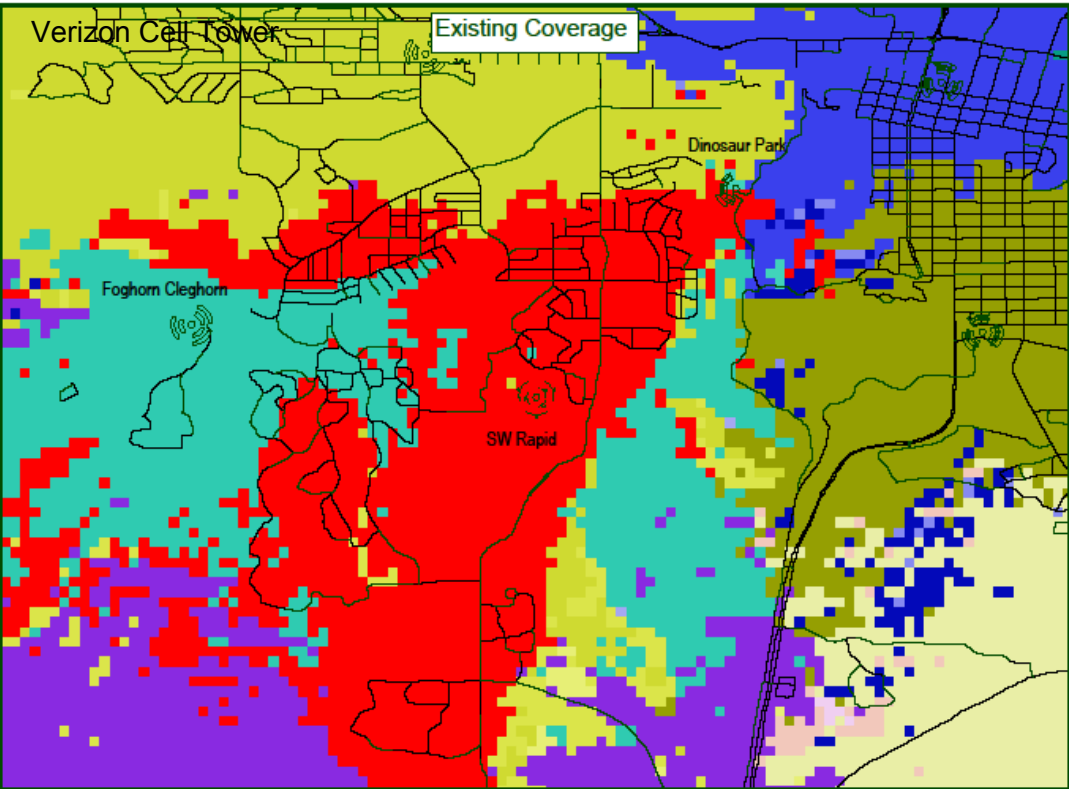 Verizon Cell Tower
Existing Coverage
Dinosaur Park
Foghorn Cleghorn
SW Rapid